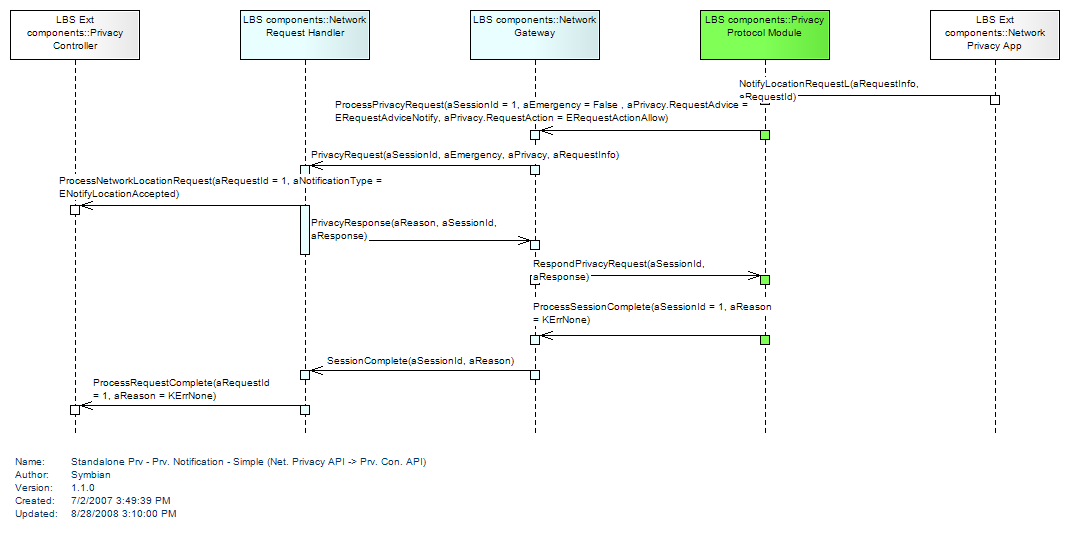 LBS Ext
components::Privacy
Controller
LBS components::Network
Request Handler
LBS components::Network
Gateway
LBS components::Privacy
Protocol Module
LBS Ext
components::Network
Privacy App
NotifyLocationRequestL(aRequestInfo,
aRequestId)
ProcessPrivacyRequest(aSessionId = 1, aEmergency = False , aPrivacy.RequestAdvice =
ERequestAdviceNotify, aPrivacy.RequestAction = ERequestActionAllow)
PrivacyRequest(aSessionId, aEmergency, aPrivacy, aRequestInfo)
ProcessNetworkLocationRequest(aRequestId = 1, aNotificationType =
ENotifyLocationAccepted)
PrivacyResponse(aReason, aSessionId,
aResponse)
RespondPrivacyRequest(aSessionId,
aResponse)
ProcessSessionComplete(aSessionId = 1, aReason
= KErrNone)
SessionComplete(aSessionId, aReason)
ProcessRequestComplete(aRequestId
= 1, aReason = KErrNone)
Name: Standalone Prv - Prv. Notification - Simple (Net. Privacy API -> Prv. Con. API)
Author: Symbian
Version: 1.1.0
Created: 7/2/2007 3:49:39 PM
Updated: 8/28/2008 3:10:00 PM